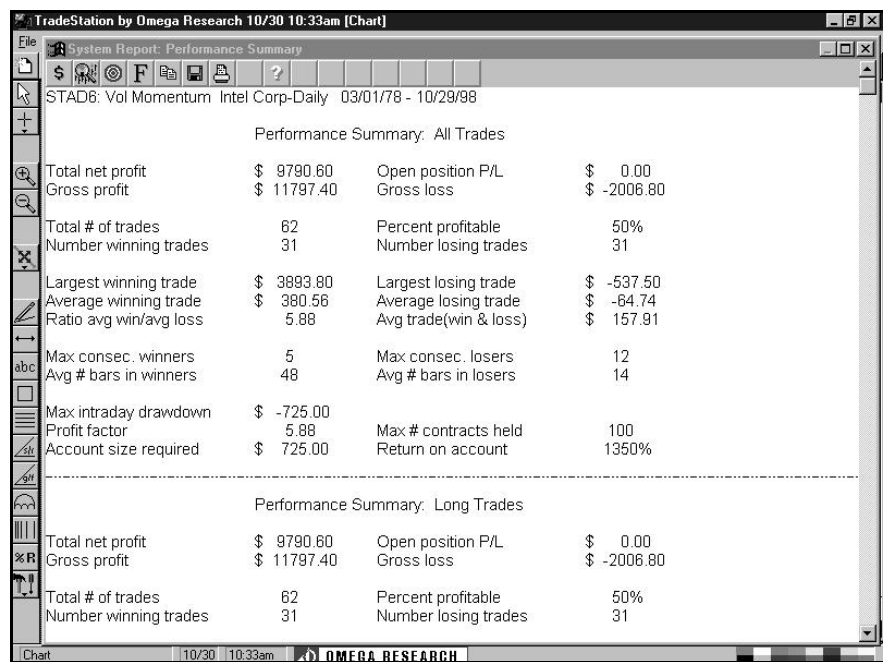 TradeStation by Omega Research 10/30 10:33am [Chart]
File
System Report: Performance Summary
$ F ?
STAD6: Vol Momentum Intel Corp-Daily 03/01/78 - 10/29/98
Performance Summary: All Trades
Total net profit $ 9790.60 Open position P/L $ 0.00
Gross profit $ 11797.40 Gross loss $ -2006.80
Total # of trades 62 Percent profitable 50%
Number winning trades 31 Number losing trades 31
Largest winning trade $ 3893.80 Largest losing trade $ -537.50
Average winning trade $ 380.56 Average losing trade $ -64.74
Ratio avg win/avg loss 5.88 Avg trade(win & loss) $ 157.91
Max consec. winners 5 Max consec. losers 12
Avg # bars in winners 48 Avg # bars in losers 14
Max intraday drawdown $ -725.00
Profit factor 5.88 Max # contracts held 100
Account size required $ 725.00 Return on account 1350%
Performance Summary: Long Trades
Total net profit $ 9790.60 Open position P/L $ 0.00
Gross profit $ 11797.40 Gross loss $ -2006.80
Total # of trades 62 Percent profitable 50%
Number winning trades 31 Number losing trades 31
abc
%R
Chart 10/30 10:33am OMEGA RESEARCH